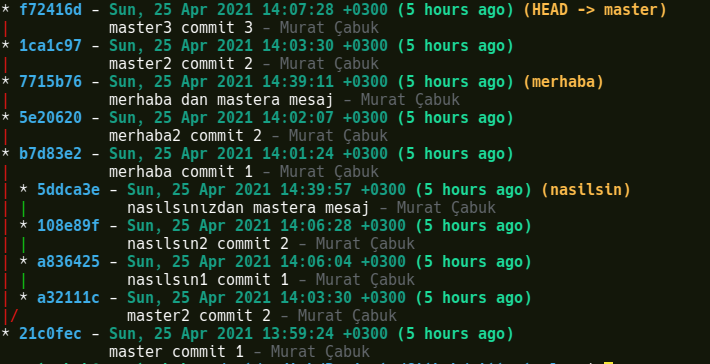 * f72416d - Sun, 25 Apr 2021 14:07:28 +0300 (5 hours ago) (HEAD -> master)
| master3 commit 3 - Murat Çabuk
* 1ca1c97 - Sun, 25 Apr 2021 14:03:30 +0300 (5 hours ago)
| master2 commit 2 - Murat Çabuk
* 7715b76 - Sun, 25 Apr 2021 14:39:11 +0300 (5 hours ago) (merhaba)
| merhaba dan mastera mesaj - Murat Çabuk
* 5e20620 - Sun, 25 Apr 2021 14:02:07 +0300 (5 hours ago)
| merhaba2 commit 2 - Murat Çabuk
* b7d83e2 - Sun, 25 Apr 2021 14:01:24 +0300 (5 hours ago)
| merhaba commit 1 - Murat Çabuk
| * 5ddca3e - Sun, 25 Apr 2021 14:39:57 +0300 (5 hours ago) (nasılsın)
| | nasılsınızdan mastera mesaj - Murat Çabuk
| * 108e89f - Sun, 25 Apr 2021 14:06:28 +0300 (5 hours ago)
| | nasılsın2 commit 2 - Murat Çabuk
| * a836425 - Sun, 25 Apr 2021 14:06:04 +0300 (5 hours ago)
| | nasılsın1 commit 1 - Murat Çabuk
| * a32111c - Sun, 25 Apr 2021 14:03:30 +0300 (5 hours ago)
|/ master2 commit 2 - Murat Çabuk
* 21c0fec - Sun, 25 Apr 2021 13:59:24 +0300 (5 hours ago)
master commit 1 - Murat Çabuk